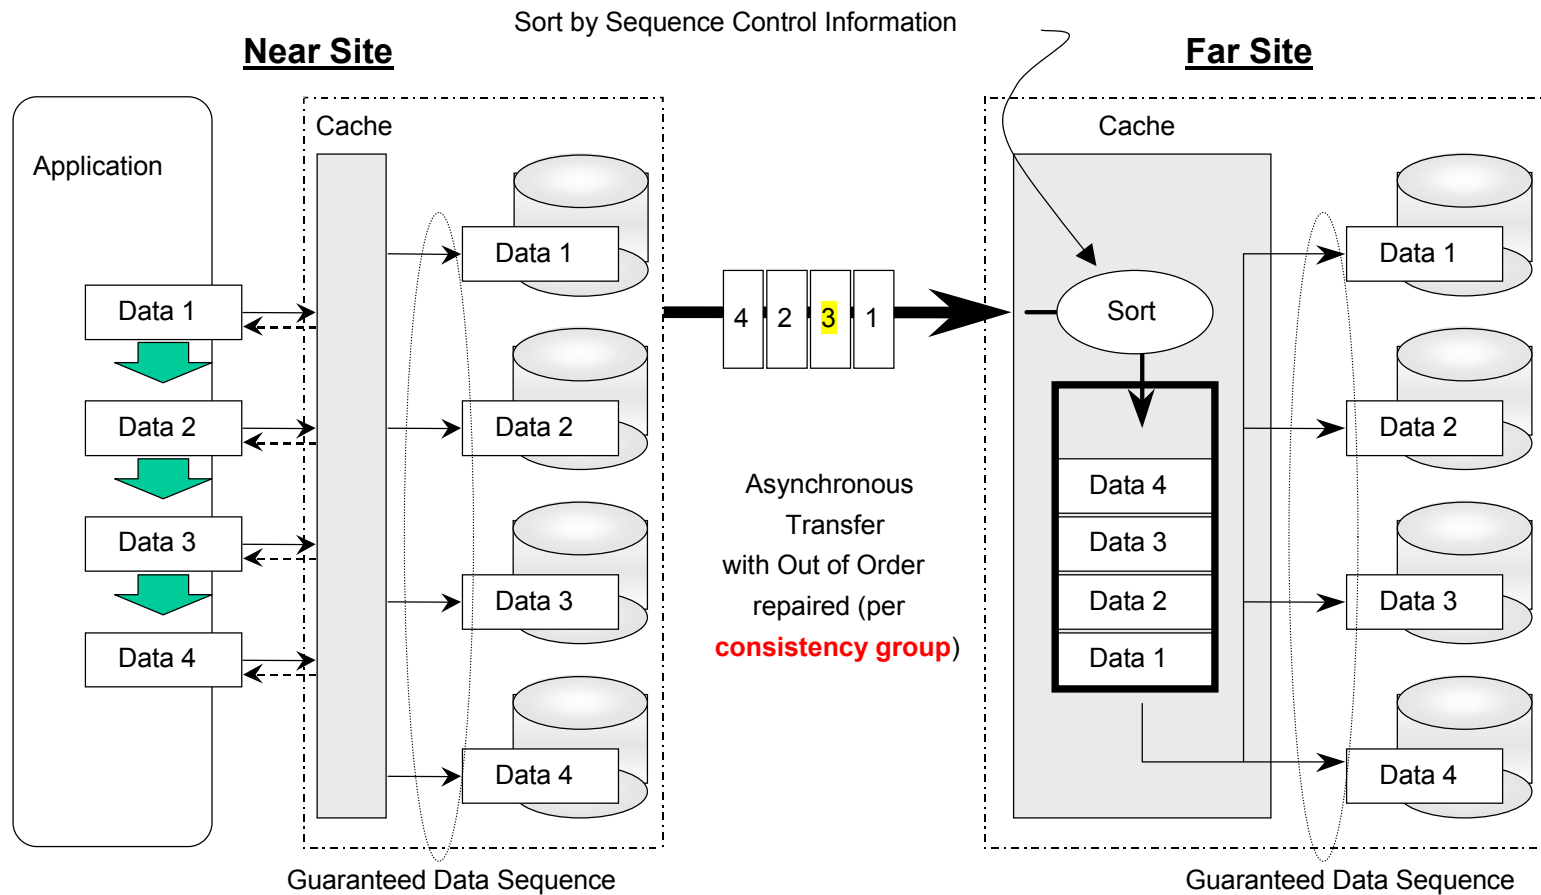 Sort by Sequence Control Information
Near Site
Far Site
Application
Cache
Data 1
Data 2
Data 3
Data 4
Data 1
Data 2
Data 3
Data 4
4 2 3 1
Asynchronous
Transfer
with Out of Order
repaired (per
consistency group)
Cache
Sort
Data 4
Data 3
Data 2
Data 1
Data 1
Data 2
Data 3
Data 4
Guaranteed Data Sequence
Guaranteed Data Sequence